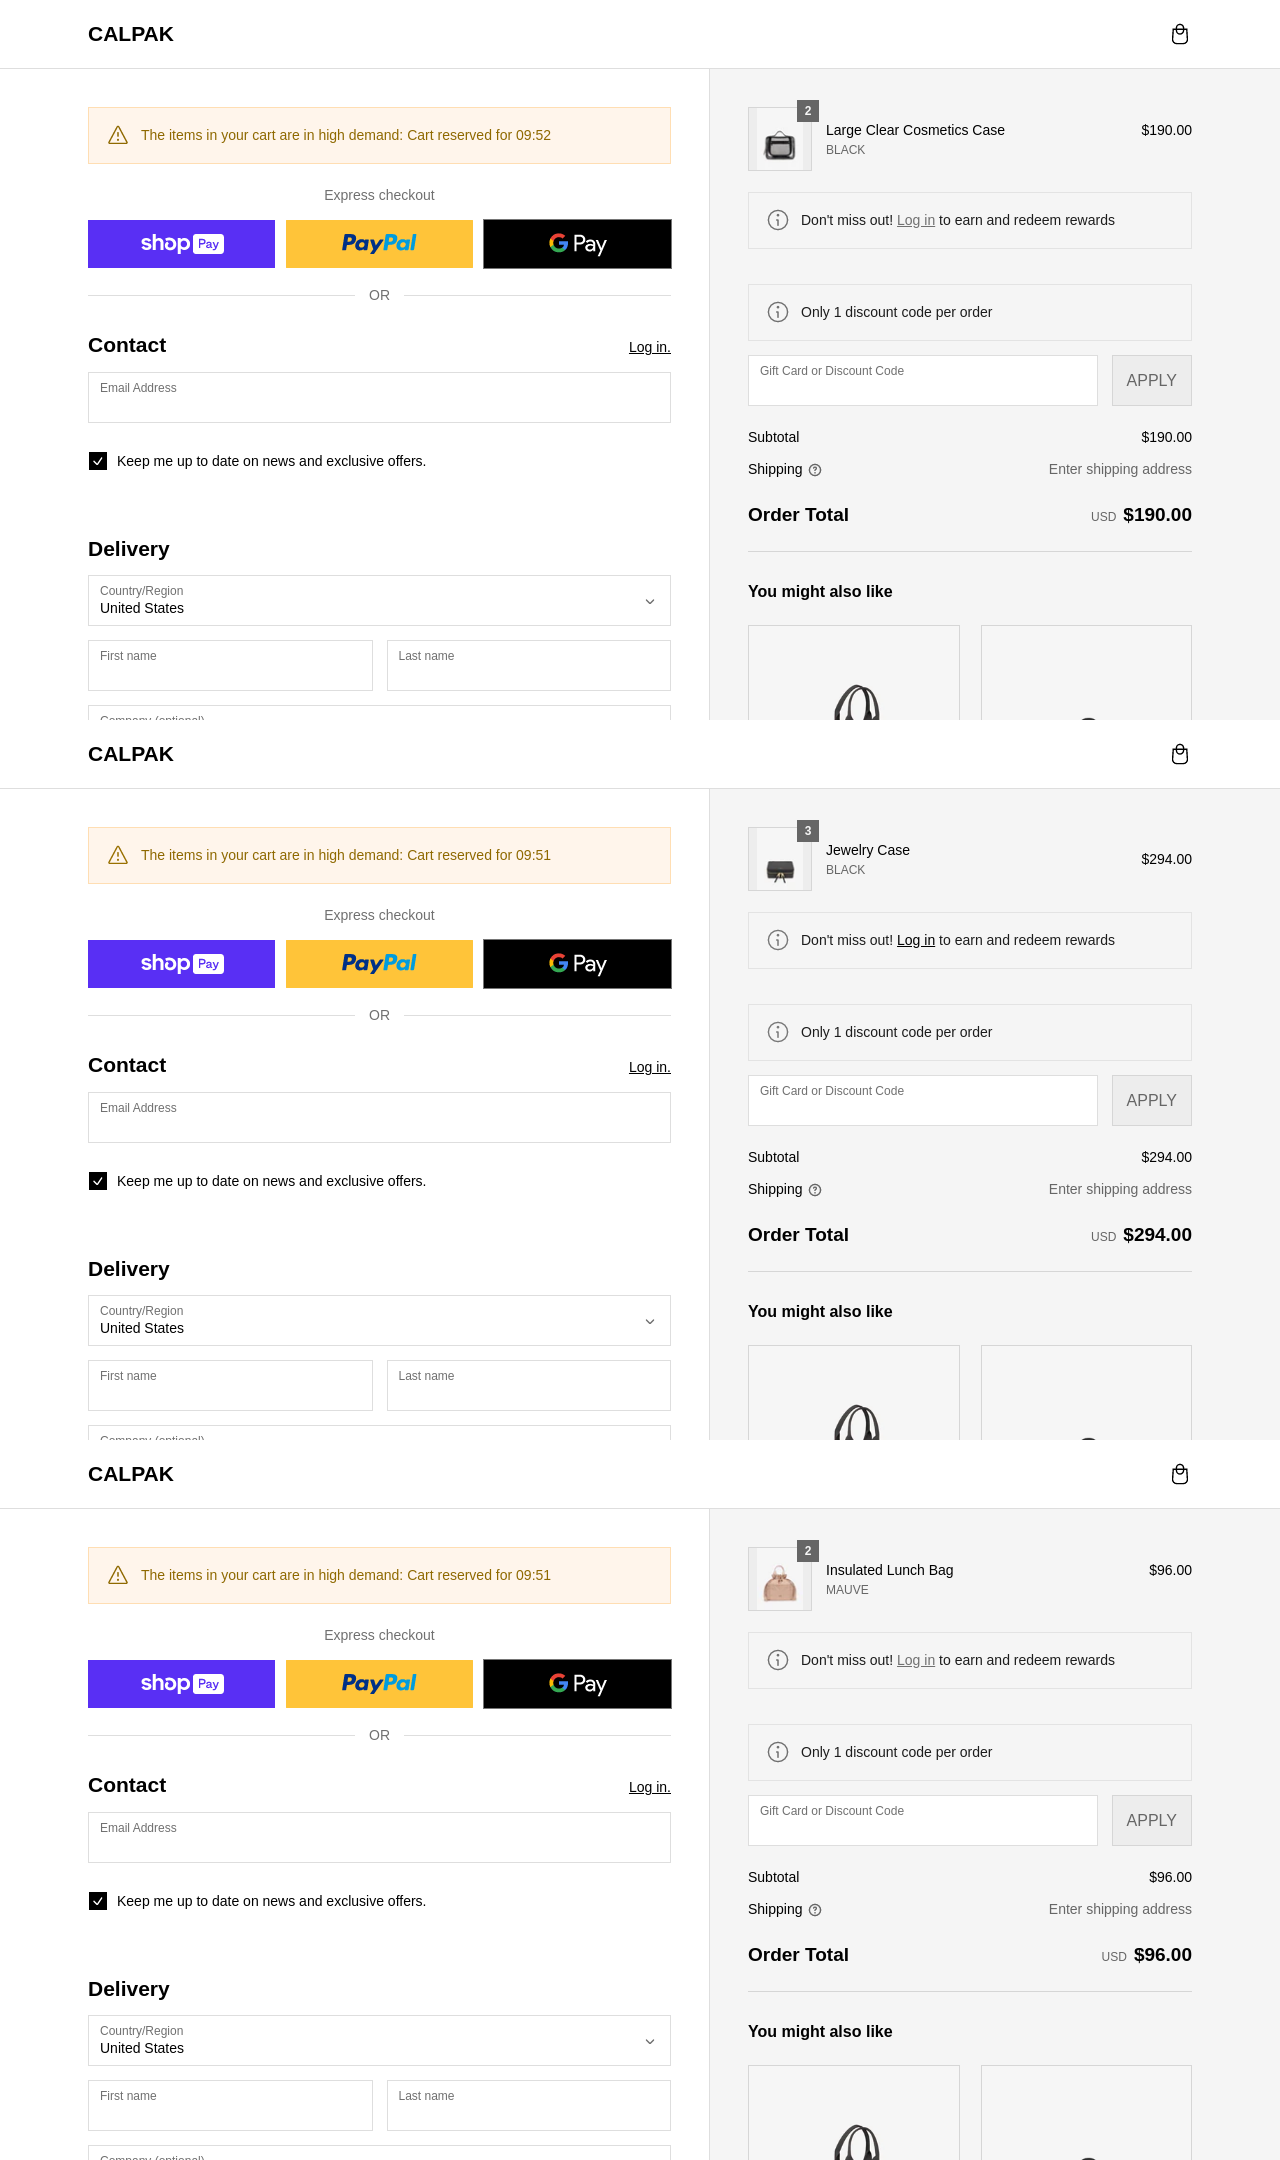 CALPAK
The items in your cart are in high demand: Cart reserved for 09:52
Express checkout
shop Pay
PayPal
G Pay
OR
Contact
Log in.
Email Address
Keep me up to date on news and exclusive offers.
Delivery
Country/Region
United States
First name
Last name
Company (optional)
2
Large Clear Cosmetics Case
$190.00
BLACK
Don't miss out! Log in to earn and redeem rewards
Only 1 discount code per order
Gift Card or Discount Code
APPLY
Subtotal
$190.00
Shipping
Enter shipping address
Order Total
USD $190.00
You might also like
CALPAK
The items in your cart are in high demand: Cart reserved for 09:51
Express checkout
shop Pay
PayPal
G Pay
OR
Contact
Log in.
Email Address
Keep me up to date on news and exclusive offers.
Delivery
Country/Region
United States
First name
Last name
Company (optional)
3
Jewelry Case
$294.00
BLACK
Don't miss out! Log in to earn and redeem rewards
Only 1 discount code per order
Gift Card or Discount Code
APPLY
Subtotal
$294.00
Shipping
Enter shipping address
Order Total
USD $294.00
You might also like
CALPAK
The items in your cart are in high demand: Cart reserved for 09:51
Express checkout
shop Pay
PayPal
G Pay
OR
Contact
Log in.
Email Address
Keep me up to date on news and exclusive offers.
Delivery
Country/Region
United States
First name
Last name
Company (optional)
2
Insulated Lunch Bag
$96.00
MAUVE
Don't miss out! Log in to earn and redeem rewards
Only 1 discount code per order
Gift Card or Discount Code
APPLY
Subtotal
$96.00
Shipping
Enter shipping address
Order Total
USD $96.00
You might also like